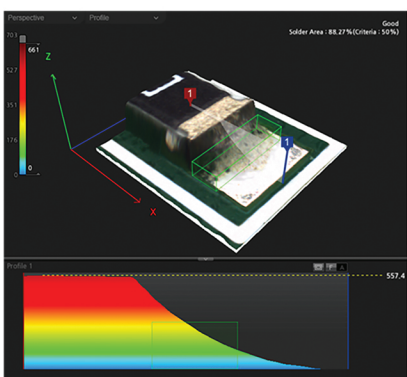 Perspective
Profile
Good
Solder Area : 88.27%(Criteria : 50%)
703
661
527
351
176
0
0
Z
X
1
1
Profile 1
557.4